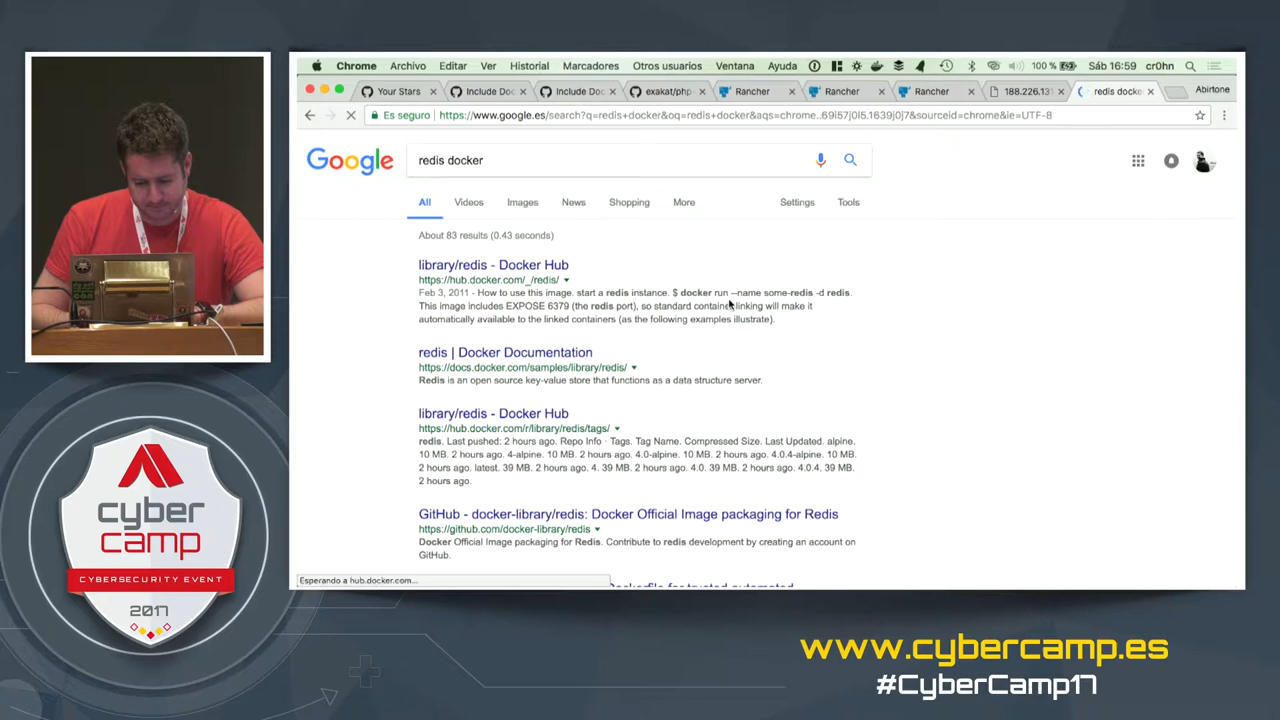 Chrome Archivo Editar Ver Historial Marcadores Otros usuarios Ventana Ayuda 100 % Sáb 16:59 cr0hn
Your Stars Include Doc Include Doc exakat/php- Rancher Rancher Rancher 188.226.131 redis docke Abirtone
Es seguro https://www.google.es/search?q=redis+docker&oq=redis+docker&aqs=chrome..69i57j0l5.1639j0j7&sourceid=chrome&ie=UTF-8
Google redis docker
All Videos Images News Shopping More Settings Tools
About 83 results (0.43 seconds)
library/redis - Docker Hub
https://hub.docker.com/_/redis/
Feb 3, 2011 - How to use this image. start a redis instance. $ docker run --name some-redis -d redis.
This image includes EXPOSE 6379 (the redis port), so standard container linking will make it
automatically available to the linked containers (as the following examples illustrate).
redis | Docker Documentation
https://docs.docker.com/samples/library/redis/
Redis is an open source key-value store that functions as a data structure server.
library/redis - Docker Hub
https://hub.docker.com/r/library/redis/tags/
redis. Last pushed: 2 hours ago. Repo Info · Tags. Tag Name. Compressed Size. Last Updated. alpine.
10 MB. 2 hours ago. 4-alpine. 10 MB. 2 hours ago. 4.0-alpine. 10 MB. 2 hours ago. 4.0.4-alpine. 10 MB.
2 hours ago. latest. 39 MB. 2 hours ago. 4. 39 MB. 2 hours ago. 4.0. 39 MB. 2 hours ago. 4.0.4. 39 MB.
2 hours ago.
GitHub - docker-library/redis: Docker Official Image packaging for Redis
https://github.com/docker-library/redis
Docker Official Image packaging for Redis. Contribute to redis development by creating an account on
GitHub.
Esperando a hub.docker.com...
Dockerfile for trusted automated
cyber
camp
CYBERSECURITY EVENT
2017
www.cybercamp.es
#CyberCamp17